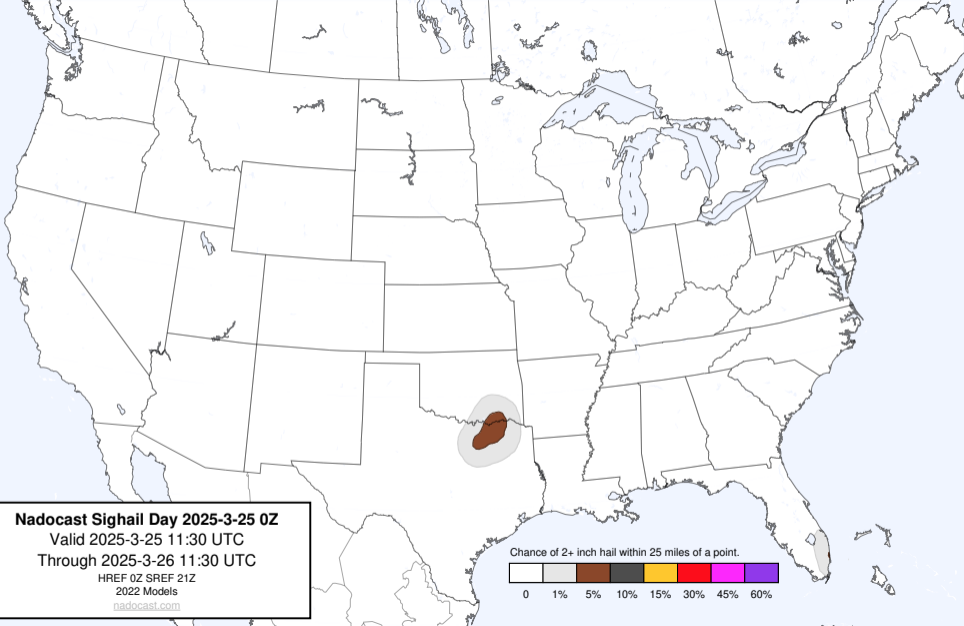 Nadocast Sighail Day 2025-3-25 0Z
Valid 2025-3-25 11:30 UTC
Through 2025-3-26 11:30 UTC
HREF 0Z SREF 21Z
2022 Models
nadocast.com
Chance of 2+ inch hail within 25 miles of a point.
0 1% 5% 10% 15% 30% 45% 60%